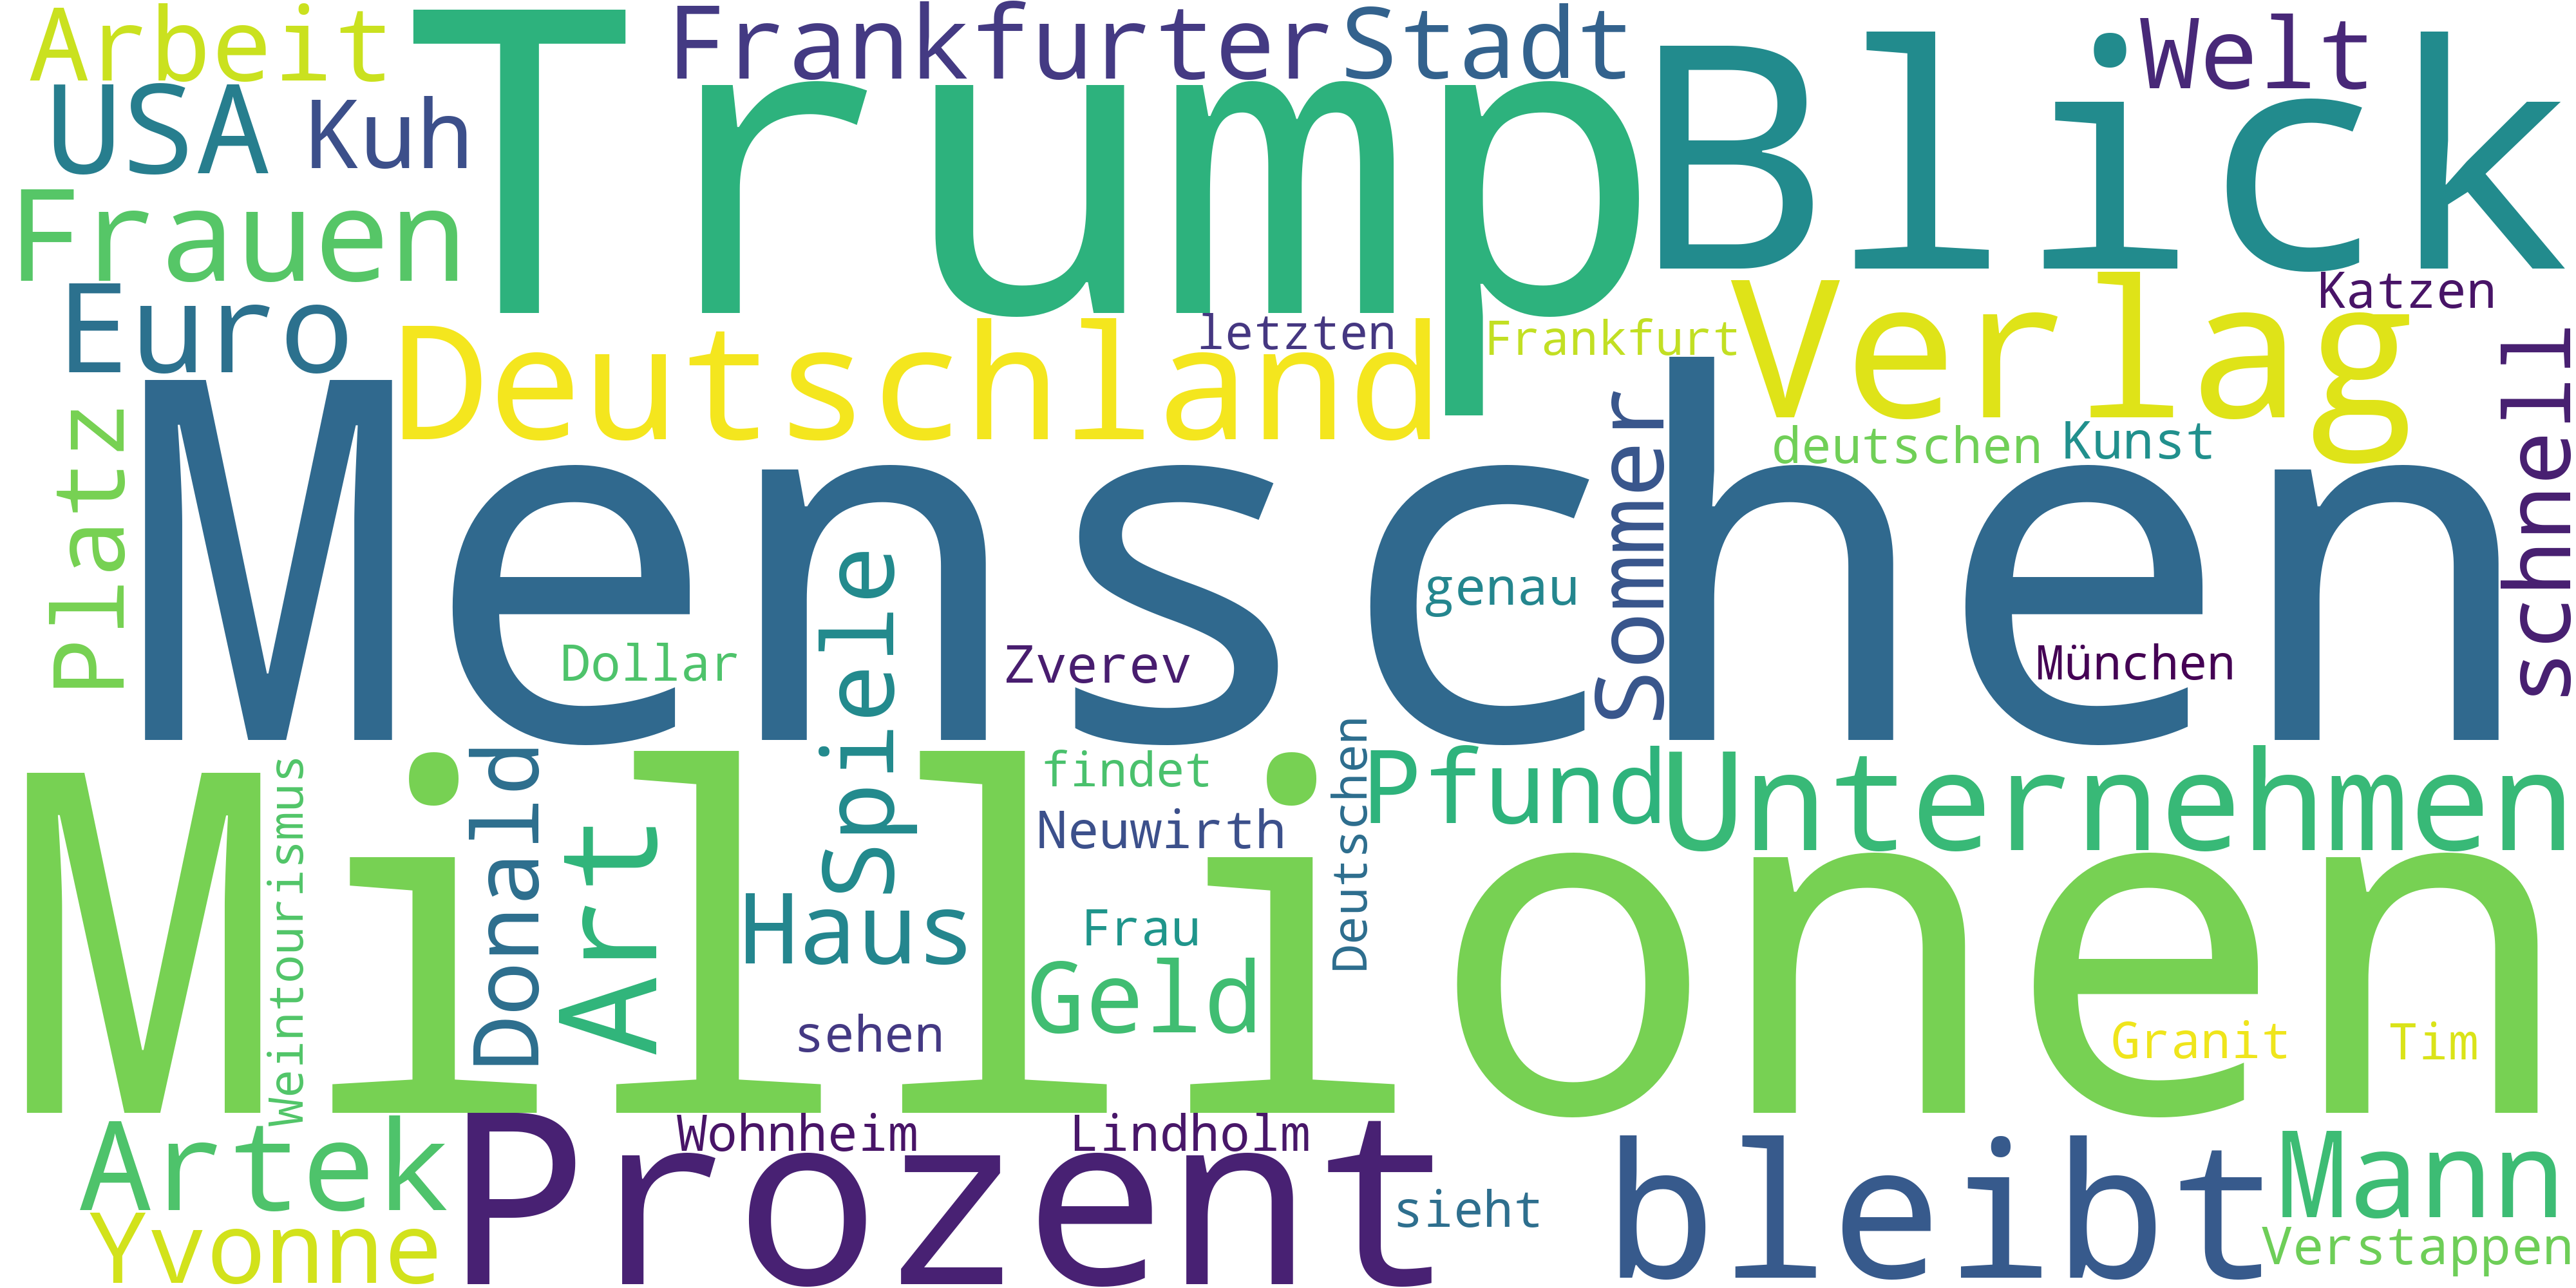 Arbeit
Trump
Frankfurter
Stadt
Blick
Welt
USA
Kuh
Frauen
Euro
Deutschland
letzten
Frankfurt
Verlag
Katzen
schnell
Platz
Menschen
Sommer
deutschen
Kunst
Spiele
genau
Dollar
Zverev
München
Millionen
Weintourismus
Donald
Art
findet
Neuwirth
Deutschen
Pfund
Unternehmen
Haus
Frau
Geld
sehen
Granit
Tim
Artek
Prozent
Wohnheim
Lindholm
sieht
bleibt
Mann
Yvonne
Verstappen